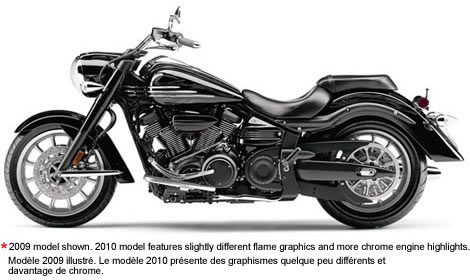 * 2009 model shown. 2010 model features slightly different flame graphics and more chrome engine highlights.
Modèle 2009 illustré. Le modèle 2010 présente des graphismes quelque peu différents et
davantage de chrome.